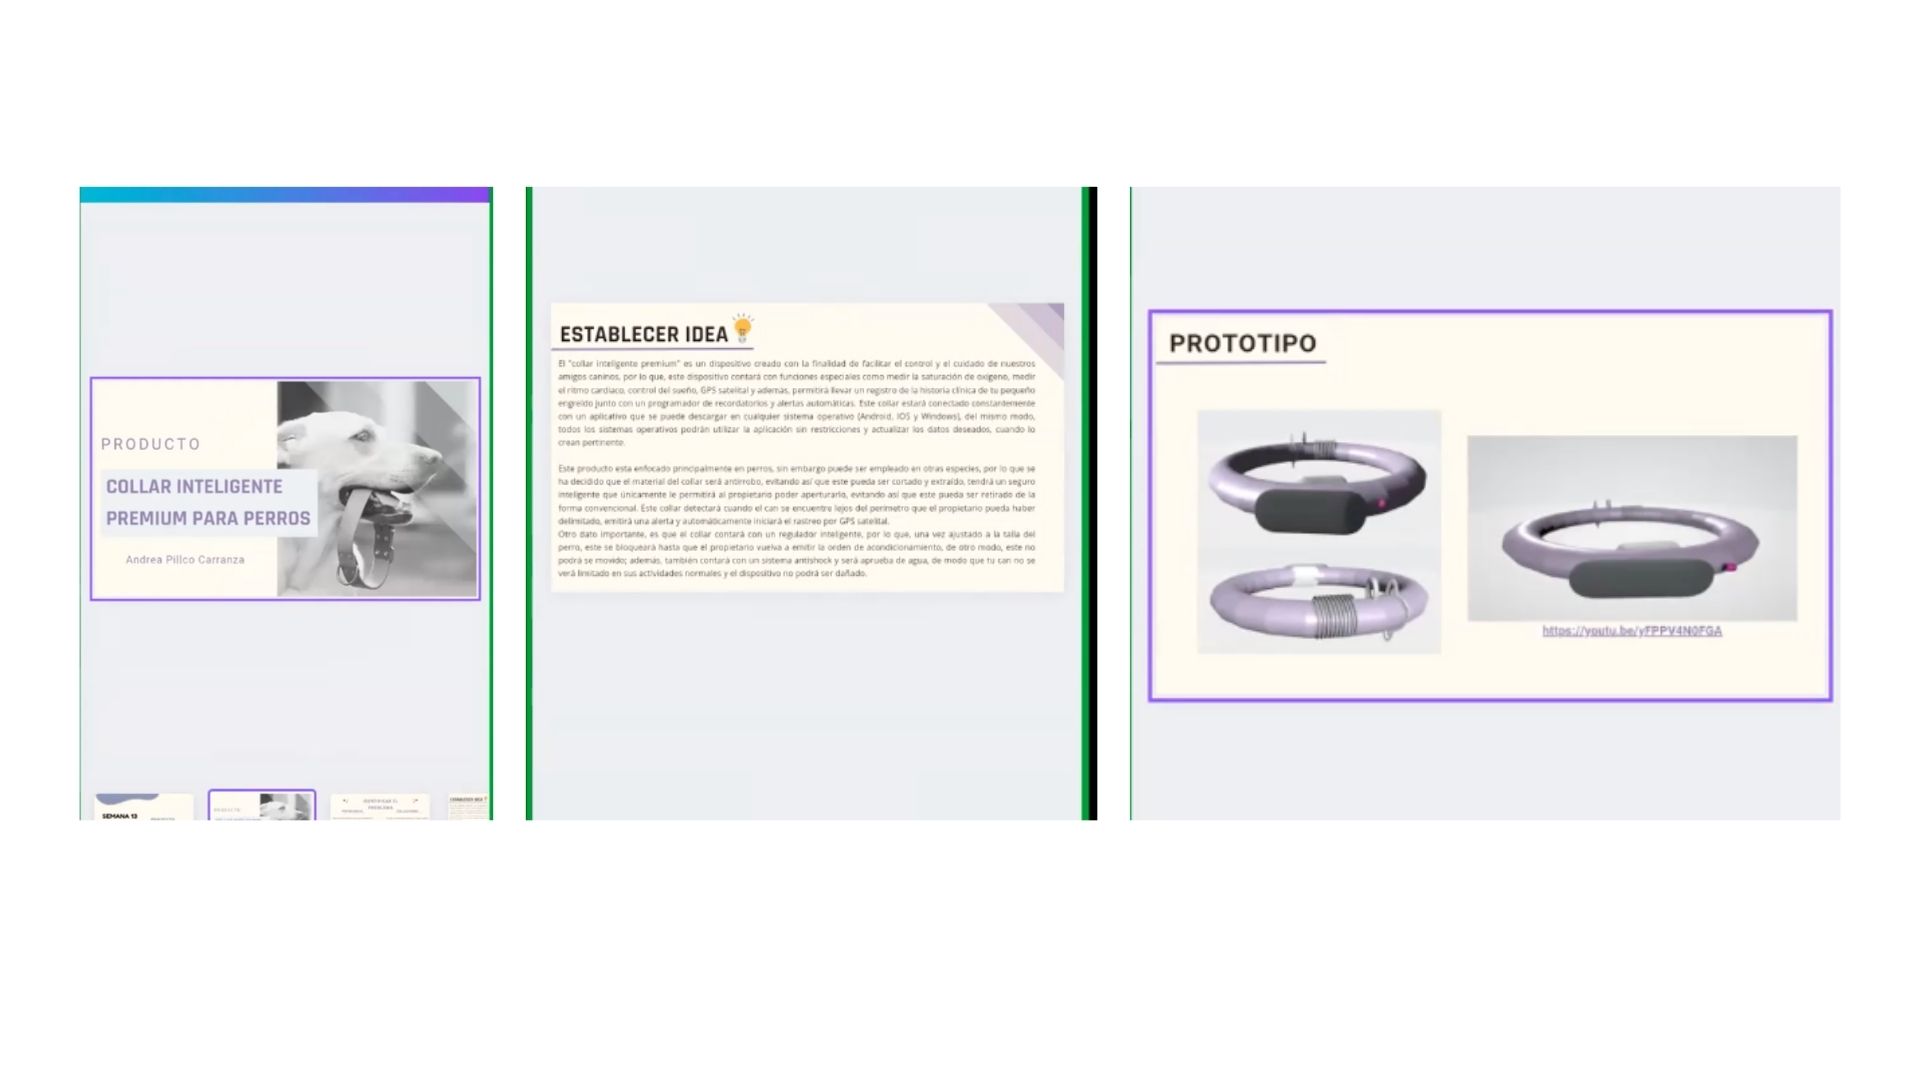 PRODUCTO
COLLAR INTELIGENTE
PREMIUM PARA PERROS
Andrea Pillco Carranza
SEMANA 13
ESTABLECER IDEA
El "collar inteligente premium" es un dispositivo creado con la finalidad de facilitar el control y el cuidado de nuestros
amigos caninos, por lo que, este dispositivo contará con funciones especiales como medir la saturación de oxígeno, medir
el ritmo cardiaco, control del sueño, GPS satelital y además, permitirá llevar un registro de la historia clínica de tu pequeño
engreído junto con un programador de recordatorios y alertas automáticas. Este collar estará conectado constantemente
con un aplicativo que se puede descargar en cualquier sistema operativo (Android, IOS y Windows), del mismo modo,
todos los sistemas operativos podrán utilizar la aplicación sin restricciones y actualizar los datos deseados, cuando lo
crean pertinente.
Este producto esta enfocado principalmente en perros, sin embargo puede ser empleado en otras especies, por lo que se
ha decidido que el material del collar será antirrobo, evitando así que este pueda ser cortado y extraído, tendrá un seguro
inteligente que únicamente le permitirá al propietario poder aperturarlo, evitando así que este pueda ser retirado de la
forma convencional. Este collar detectará cuando el can se encuentre lejos del perímetro que el propietario pueda haber
delimitado, emitirá una alerta y automáticamente iniciará el rastreo por GPS satelital.
Otro dato importante, es que el collar contará con un regulador inteligente, por lo que, una vez ajustado a la talla del
perro, este se bloqueará hasta que el propietario vuelva a emitir la orden de acondicionamiento, de otro modo, este no
podrá se movido; además, también contará con un sistema antishock y será aprueba de agua, de modo que tu can no se
verá limitado en sus actividades normales y el dispositivo no podrá ser dañado.
PROTOTIPO
https://youtu.be/yFPPV4N0FGA